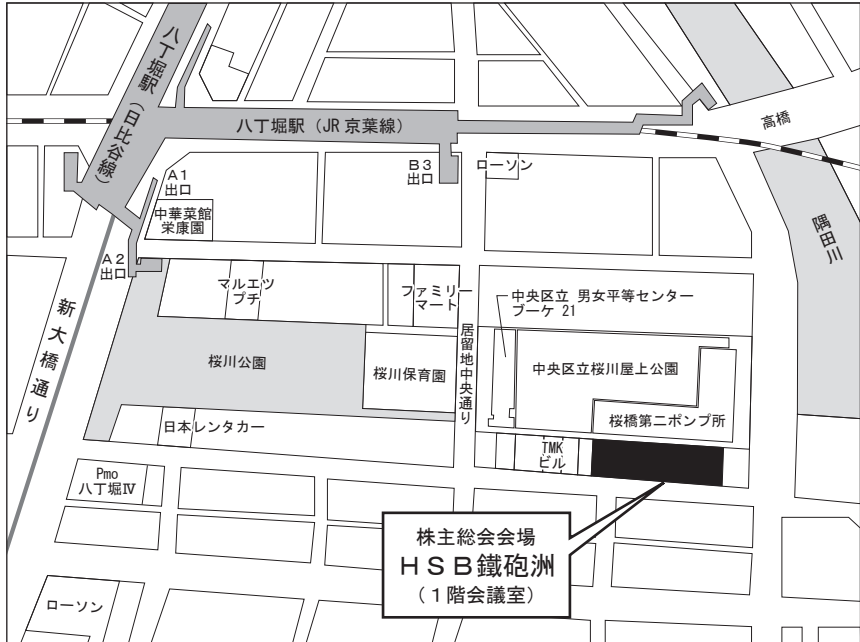 八丁堀駅（日比谷線）
八丁堀駅（JR 京葉線）
高橋
A1
出口
B3
出口
ローソン
中華菜館
栄康園
隅田川
A2
出口
マルエツ
プチ
ファミリー
マート
中央区立 男女平等センター
ブーケ 21
新大橋通り
居留地中央通り
桜川公園
桜川保育園
中央区立桜川屋上公園
日本レンタカー
桜橋第二ポンプ所
TMK
ビル
Pmo
八丁堀Ⅳ
株主総会会場
ＨＳＢ鐵砲洲
（１階会議室）
ローソン